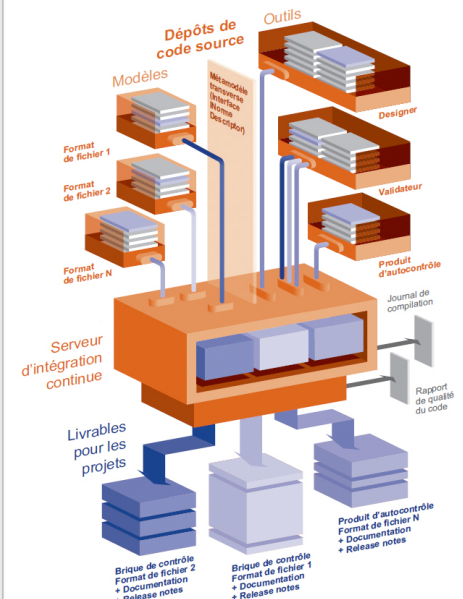 Dépôts de
code source
Outils
Modèles
Métamodèle
transverse
(interface
INorme
Descriptor)
Designer
Format
de fichier 1
Format
de fichier 2
Validateur
Format
de fichier N
Produit
d'autocontrôle
Journal de
compilation
Serveur
d'intégration
continue
Rapport
de qualité
du code
Livrables
pour les
projets
Brique de contrôle
Format de fichier 2
+ Documentation
+ Release notes
Brique de contrôle
Format de fichier 1
+ Documentation
+ Release notes
Produit d'autocontrôle
Format de fichier N
+ Documentation
+ Release notes